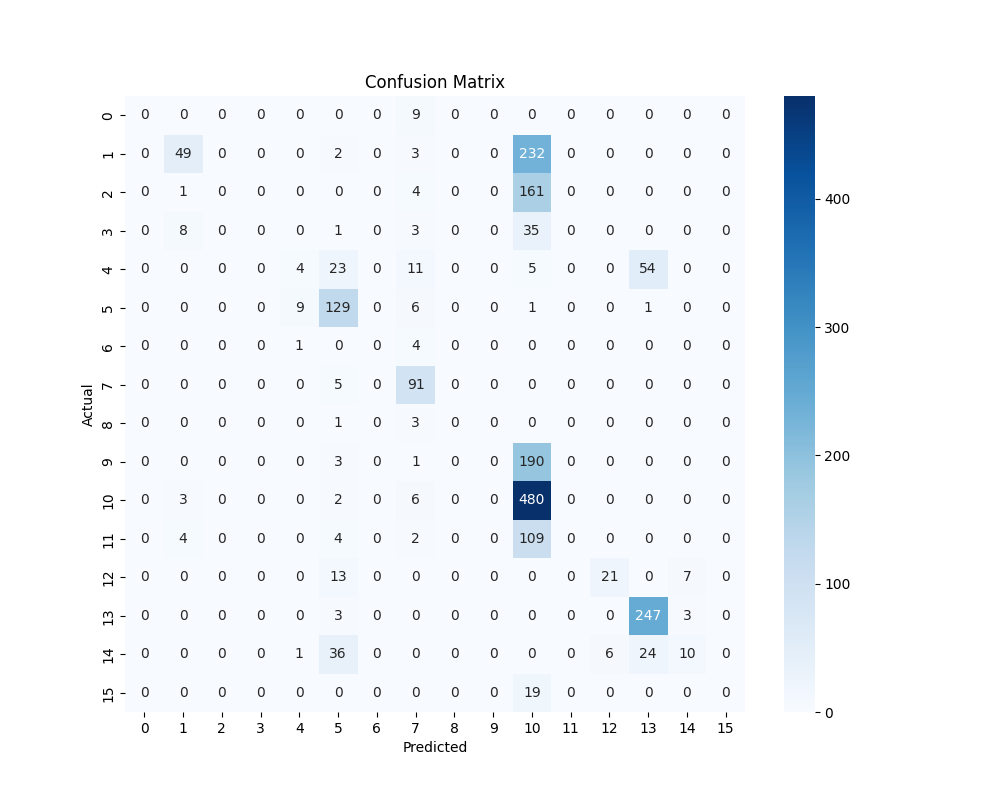 Confusion Matrix
0 0 0 0 0 0 0 0 9 0 0 0 0 0 0 0 0
1 0 49 0 0 0 2 0 3 0 0 232 0 0 0 0 0
2 0 1 0 0 0 0 0 4 0 0 161 0 0 0 0 0
3 0 8 0 0 0 1 0 3 0 0 35 0 0 0 0 0
4 0 0 0 0 4 23 0 11 0 0 5 0 0 54 0 0
5 0 0 0 0 9 129 0 6 0 0 1 0 0 1 0 0
6 0 0 0 0 1 0 0 4 0 0 0 0 0 0 0 0
7 0 0 0 0 0 5 0 91 0 0 0 0 0 0 0 0
8 0 0 0 0 0 1 0 3 0 0 0 0 0 0 0 0
9 0 0 0 0 0 3 0 1 0 0 190 0 0 0 0 0
10 0 3 0 0 0 2 0 6 0 0 480 0 0 0 0 0
11 0 4 0 0 0 4 0 2 0 0 109 0 0 0 0 0
12 0 0 0 0 0 13 0 0 0 0 0 0 21 0 7 0
13 0 0 0 0 0 3 0 0 0 0 0 0 0 247 3 0
14 0 0 0 0 1 36 0 0 0 0 0 0 6 24 10 0
15 0 0 0 0 0 0 0 0 0 0 19 0 0 0 0 0
0 1 2 3 4 5 6 7 8 9 10 11 12 13 14 15
Predicted
Actual
400
300
200
100
0